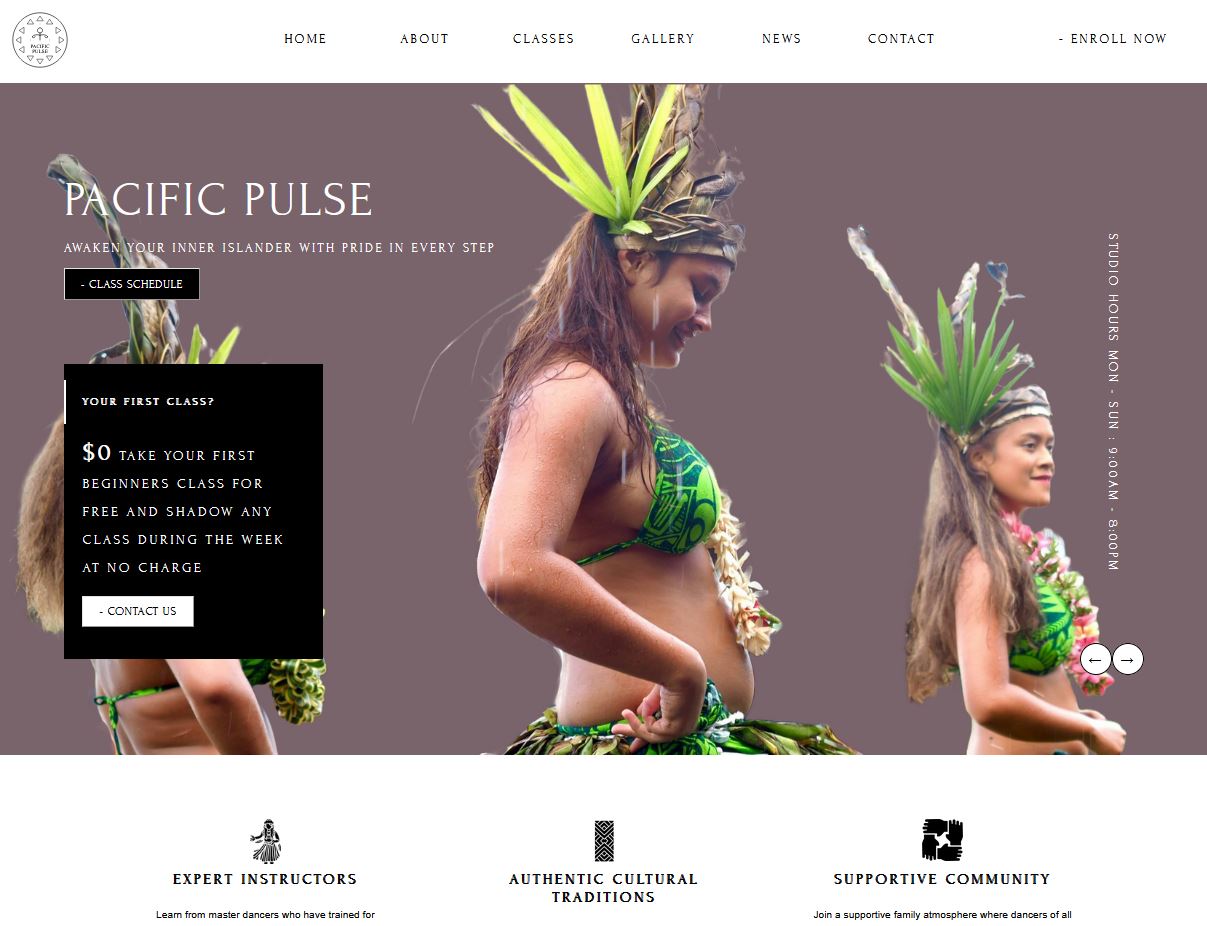 PACIFIC
PULSE
HOME ABOUT CLASSES GALLERY NEWS CONTACT - ENROLL NOW
PACIFIC PULSE
AWAKEN YOUR INNER ISLANDER WITH PRIDE IN EVERY STEP
- CLASS SCHEDULE
YOUR FIRST CLASS?
$0 TAKE YOUR FIRST
BEGINNERS CLASS FOR
FREE AND SHADOW ANY
CLASS DURING THE WEEK
AT NO CHARGE
- CONTACT US
STUDIO HOURS MON - SUN : 9:00AM - 8:00PM
← →
EXPERT INSTRUCTORS
Learn from master dancers who have trained for
AUTHENTIC CULTURAL
TRADITIONS
SUPPORTIVE COMMUNITY
Join a supportive family atmosphere where dancers of all